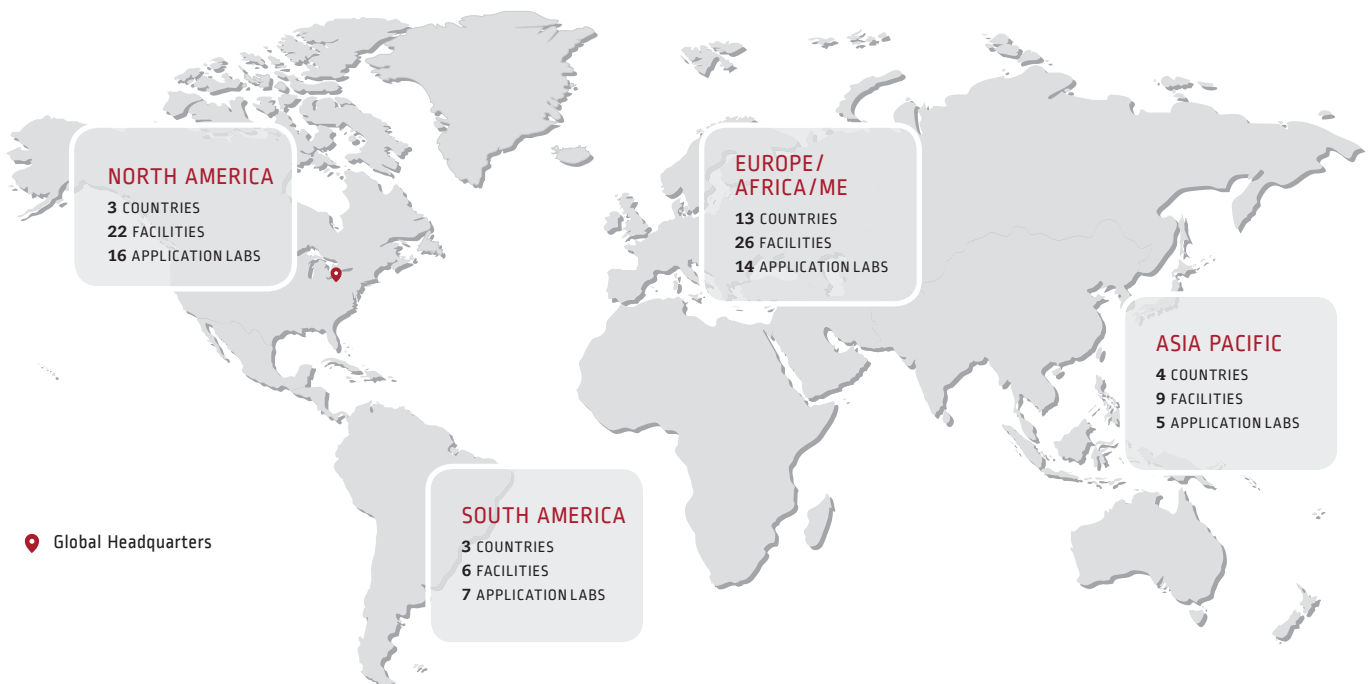 NORTH AMERICA
3 COUNTRIES
22 FACILITIES
16 APPLICATION LABS
EUROPE/
AFRICA/ME
13 COUNTRIES
26 FACILITIES
14 APPLICATION LABS
ASIA PACIFIC
4 COUNTRIES
9 FACILITIES
5 APPLICATION LABS
SOUTH AMERICA
3 COUNTRIES
6 FACILITIES
7 APPLICATION LABS
Global Headquarters